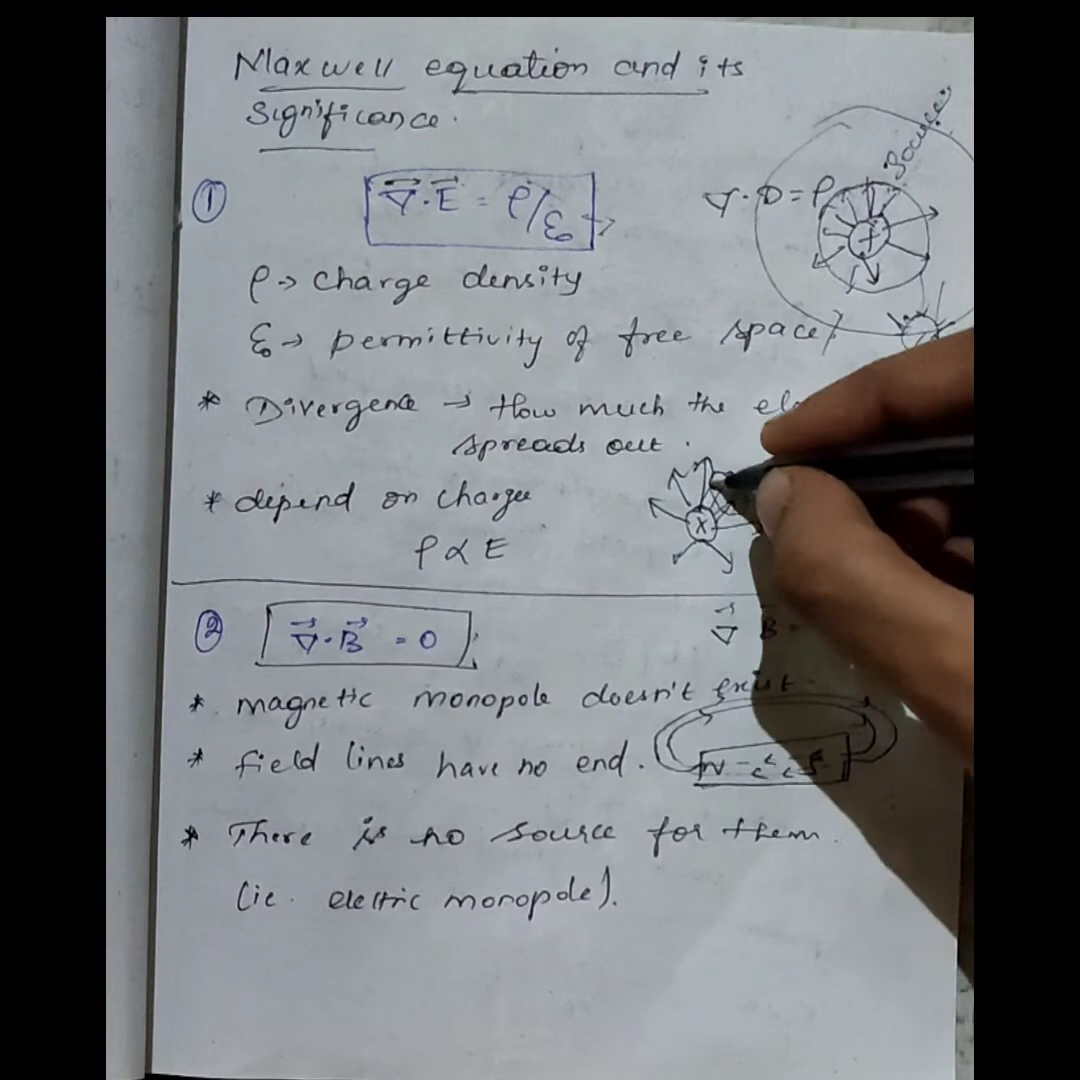 Maxwell equation and its
significance.
① ∇⃗·E⃗ = ρ/ε₀
∇·D = ρ
Source
ρ → charge density
ε₀ → permittivity of free space
* Divergence → How much the
spreads out.
* depend on charge
ρ ∝ E
② ∇⃗·B⃗ = 0
∇⃗ B =
* magnetic monopole doesn't exist
* field lines have no end.
N S
* There is no source for them.
(ie. electric monopole).